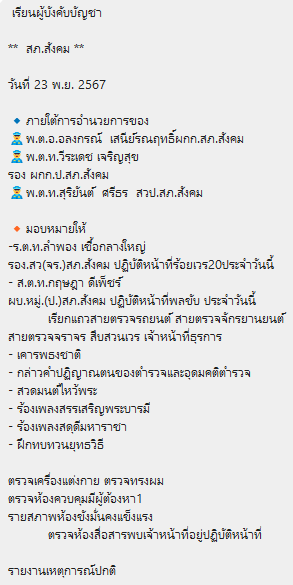 เรียนผู้บังคับบัญชา
** สภ.สังคม **
วันที่ 23 พ.ย. 2567
🔹ภายใต้การอำนวยการของ
👮พ.ต.อ.อลงกรณ์ เสนีย์รณฤทธิ์ผกก.สภ.สังคม
👮พ.ต.ท.วีระเดช เจริญสุข
รอง ผกก.ป.สภ.สังคม
👮พ.ต.ท.สุริยันต์ ศรีธร สวป.สภ.สังคม
🔸มอบหมายให้
-ร.ต.ท.ลำพอง เชื้อกลางใหญ่
รอง.สว(จร.)สภ.สังคม ปฏิบัติหน้าที่ร้อยเวร20ประจำวันนี้
- ส.ต.ท.กฤษฎา ดีเพ็ชร์
ผบ.หมู่.(ป.)สภ.สังคม ปฏิบัติหน้าที่พลขับ ประจำวันนี้
เรียกแถวสายตรวจรถยนต์ สายตรวจจักรยานยนต์
สายตรวจจราจร สืบสวนเวร เจ้าหน้าที่ธุรการ
- เคารพธงชาติ
- กล่าวคำปฏิญาณตนของตำรวจและอุดมคติตำรวจ
- สวดมนต์ไหว้พระ
- ร้องเพลงสรรเสริญพระบารมี
- ร้องเพลงสดุดีมหาราชา
- ฝึกทบทวนยุทธวิธี
ตรวจเครื่องแต่งกาย ตรวจทรงผม
ตรวจห้องควบคุมมีผู้ต้องหา1
รายสภาพห้องขังมั่นคงแข็งแรง
ตรวจห้องสื่อสารพบเจ้าหน้าที่อยู่ปฏิบัติหน้าที่
รายงานเหตุการณ์ปกติ